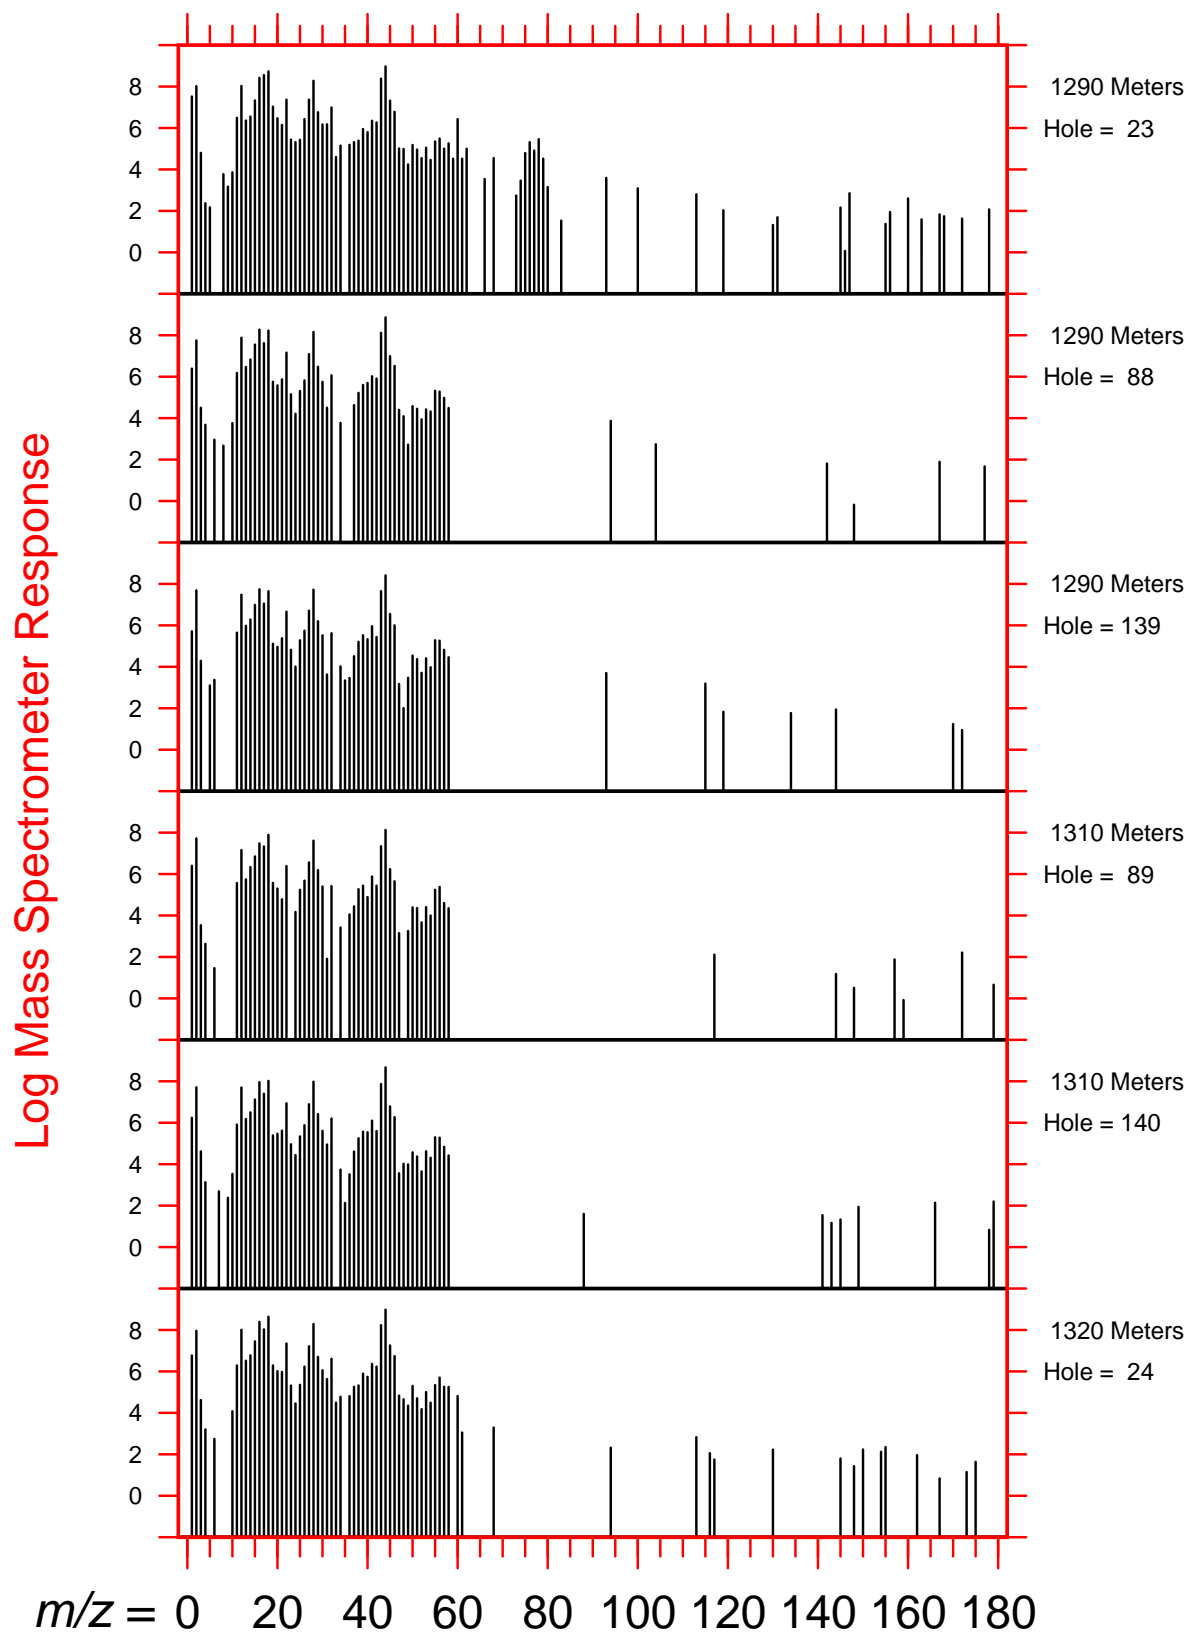 Log Mass Spectrometer Response
8
6
4
2
0
1290 Meters
Hole = 23
8
6
4
2
0
1290 Meters
Hole = 88
8
6
4
2
0
1290 Meters
Hole = 139
8
6
4
2
0
1310 Meters
Hole = 89
8
6
4
2
0
1310 Meters
Hole = 140
8
6
4
2
0
1320 Meters
Hole = 24
m/z = 0 20 40 60 80 100 120 140 160 180